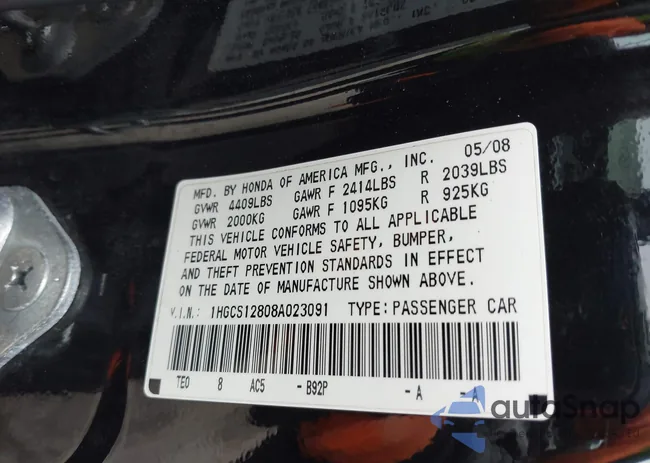 MFD. BY HONDA OF AMERICA MFG., INC. 05/08
GVWR 4409LBS GAWR F 2414LBS R 2039LBS
GVWR 2000KG GAWR F 1095KG R 925KG
THIS VEHICLE CONFORMS TO ALL APPLICABLE
FEDERAL MOTOR VEHICLE SAFETY, BUMPER,
AND THEFT PREVENTION STANDARDS IN EFFECT
ON THE DATE OF MANUFACTURE SHOWN ABOVE.
V.I.N.: 1HGCS12808A023091 TYPE: PASSENGER CAR
TEO 8 AC5 - B92P - A - A
autoSnap